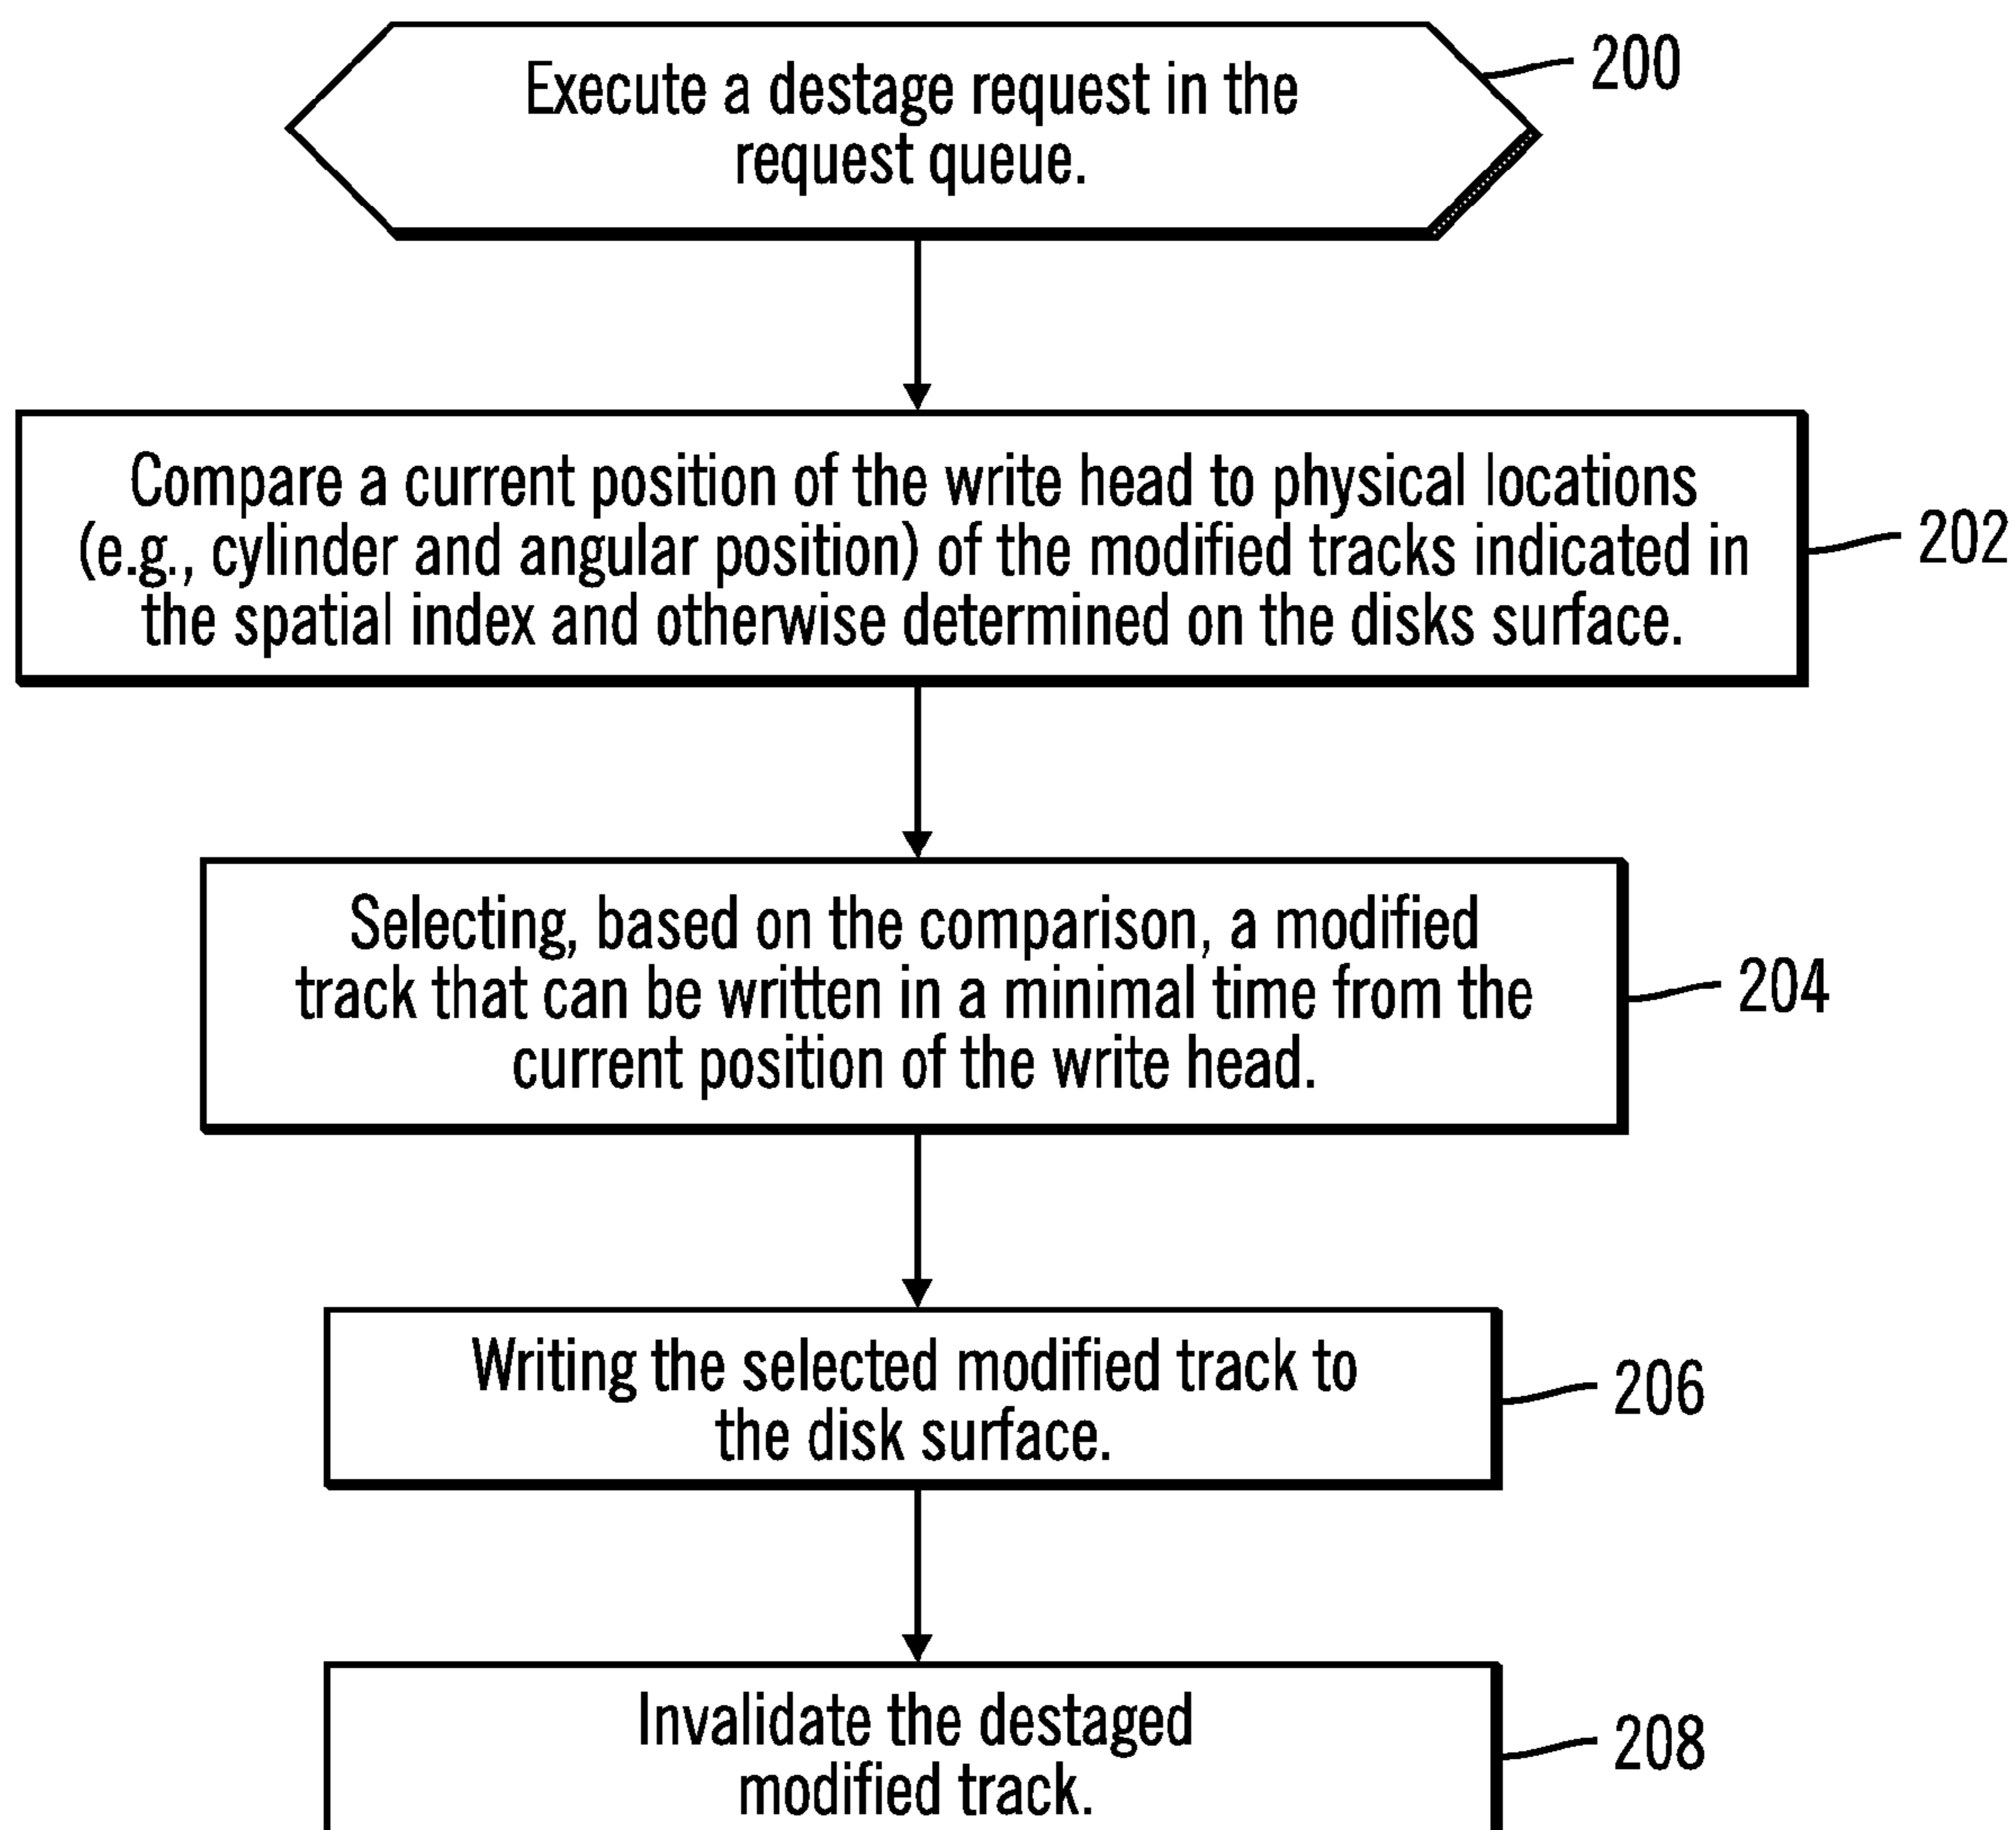 Execute a destage request in the
request queue.
200
Compare a current position of the write head to physical locations
(e.g., cylinder and angular position) of the modified tracks indicated in
the spatial index and otherwise determined on the disks surface.
202
Selecting, based on the comparison, a modified
track that can be written in a minimal time from the
current position of the write head.
204
Writing the selected modified track to
the disk surface.
206
Invalidate the destaged
modified track.
208